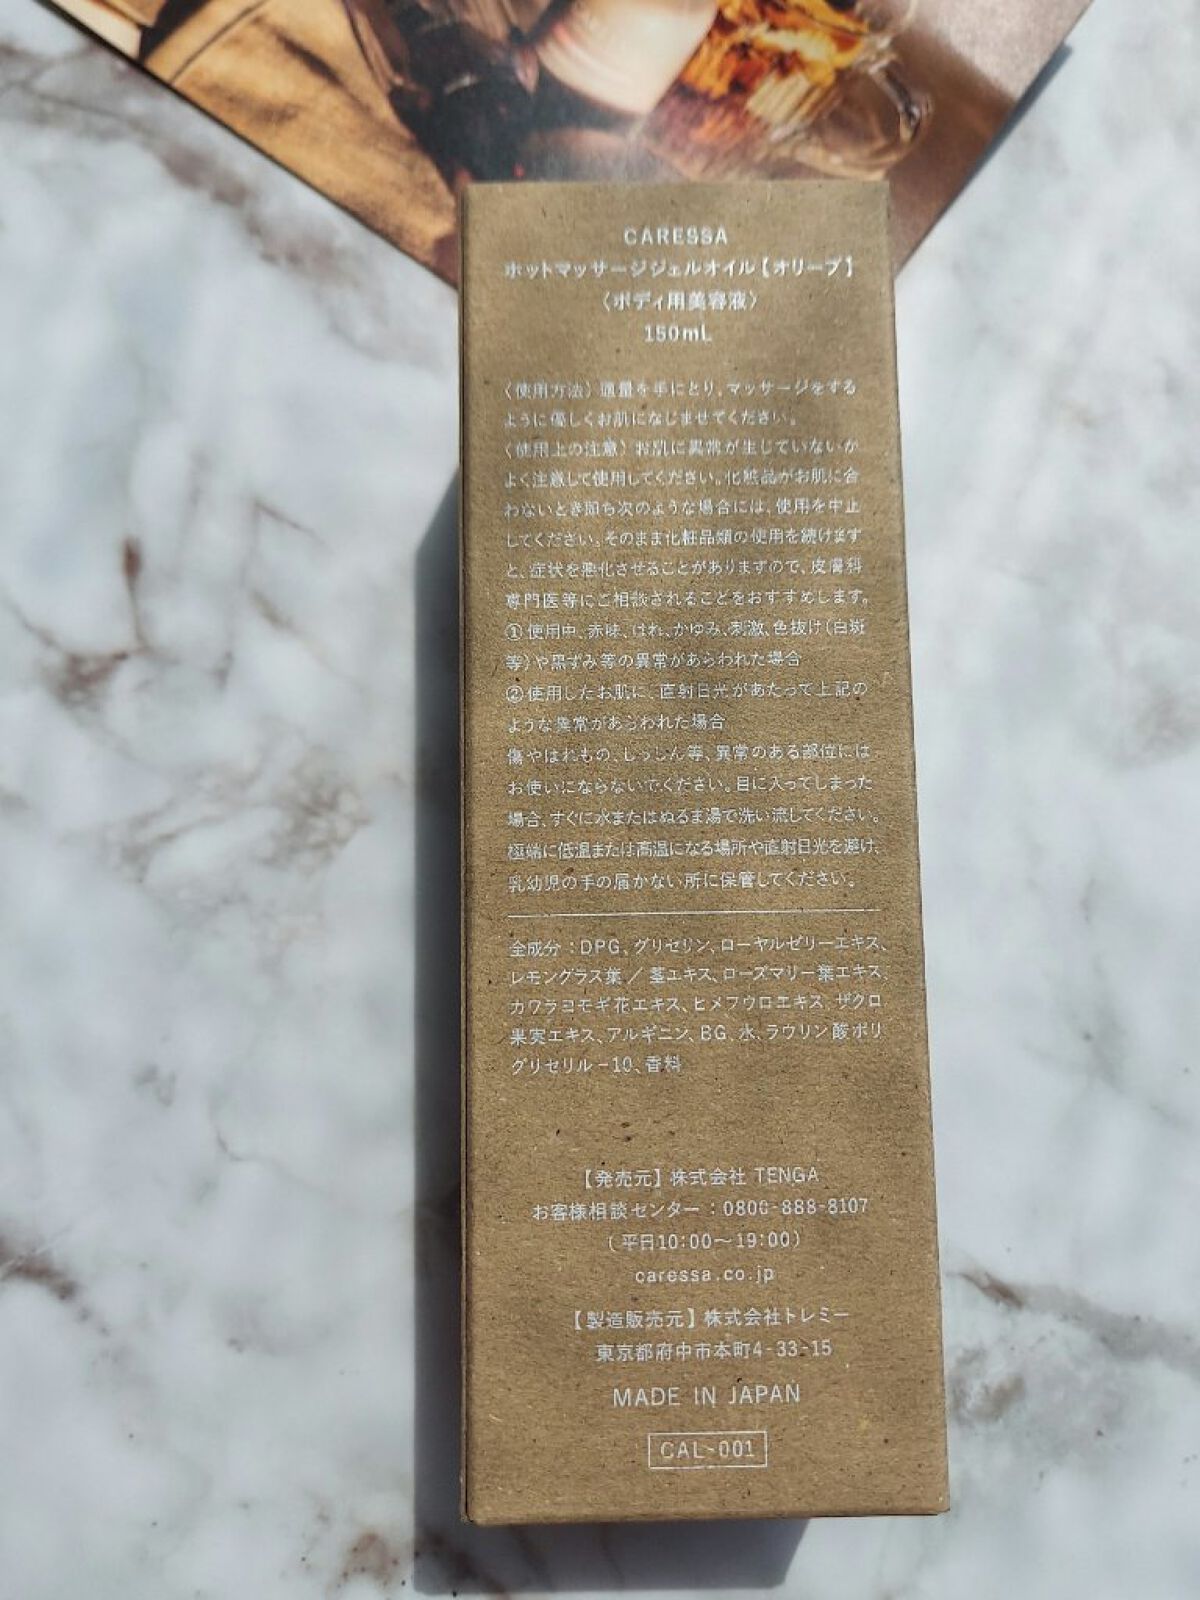 CARESSA
ホットマッサージジェルオイル【オリーブ】
〈ボディ用美容液〉
150mL
〈使用方法〉適量を手にとり、マッサージをする
ように優しくお肌になじませてください。
〈使用上の注意〉お肌に異常が生じていないか
よく注意して使用してください。化粧品がお肌に合
わないとき即ち次のような場合には、使用を中止
してください。そのまま化粧品類の使用を続けます
と、症状を悪化させることがありますので、皮膚科
専門医等にご相談されることをおすすめします。
①使用中、赤味、はれ、かゆみ、刺激、色抜け(白斑
等)や黒ずみ等の異常があらわれた場合
②使用したお肌に、直射日光があたって上記の
ような異常があらわれた場合
傷やはれもの、しっしん等、異常のある部位には
お使いにならないでください。目に入ってしまった
場合、すぐに水またはぬるま湯で洗い流してください。
極端に低温または高温になる場所や直射日光を避け、
乳幼児の手の届かない所に保管してください。
全成分:DPG、グリセリン、ローヤルゼリーエキス、
レモングラス葉/茎エキス、ローズマリー葉エキス、
カワラヨモギ花エキス、ヒメフウロエキス、ザクロ
果実エキス、アルギニン、BG、水、ラウリン酸ポリ
グリセリル-10、香料
【発売元】株式会社 TENGA
お客様相談センター:0800-888-8107
(平日10:00〜19:00)
caressa.co.jp
【製造販売元】株式会社トレミー
東京都府中市本町4-33-15
MADE IN JAPAN
CAL-001